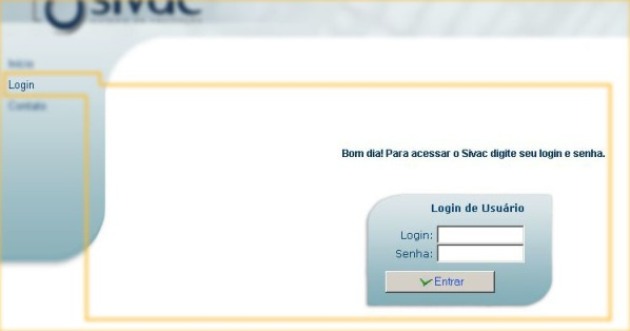 Sivac
Início
Login
Contato
Bom dia! Para acessar o Sivac digite seu login e senha.
Login de Usuário
Login:
Senha:
Entrar